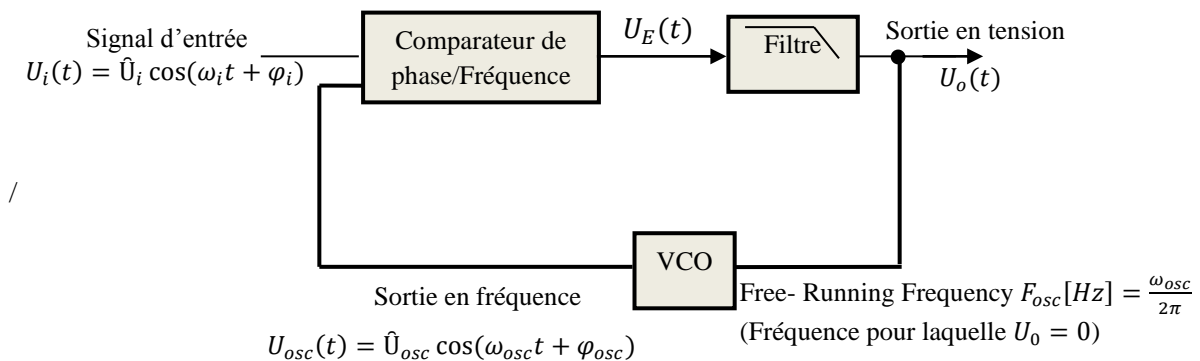 Signal d'entrée
U_i(t) = Û_i cos(ω_i t + φ_i)
Comparateur de
phase/Fréquence
U_E(t)
Filtre
Sortie en tension
U_o(t)
/
VCO
Sortie en fréquence
U_osc(t) = Û_osc cos(ω_osc t + φ_osc)
Free- Running Frequency F_osc[Hz] = ω_osc/2π
(Fréquence pour laquelle U_0 = 0)